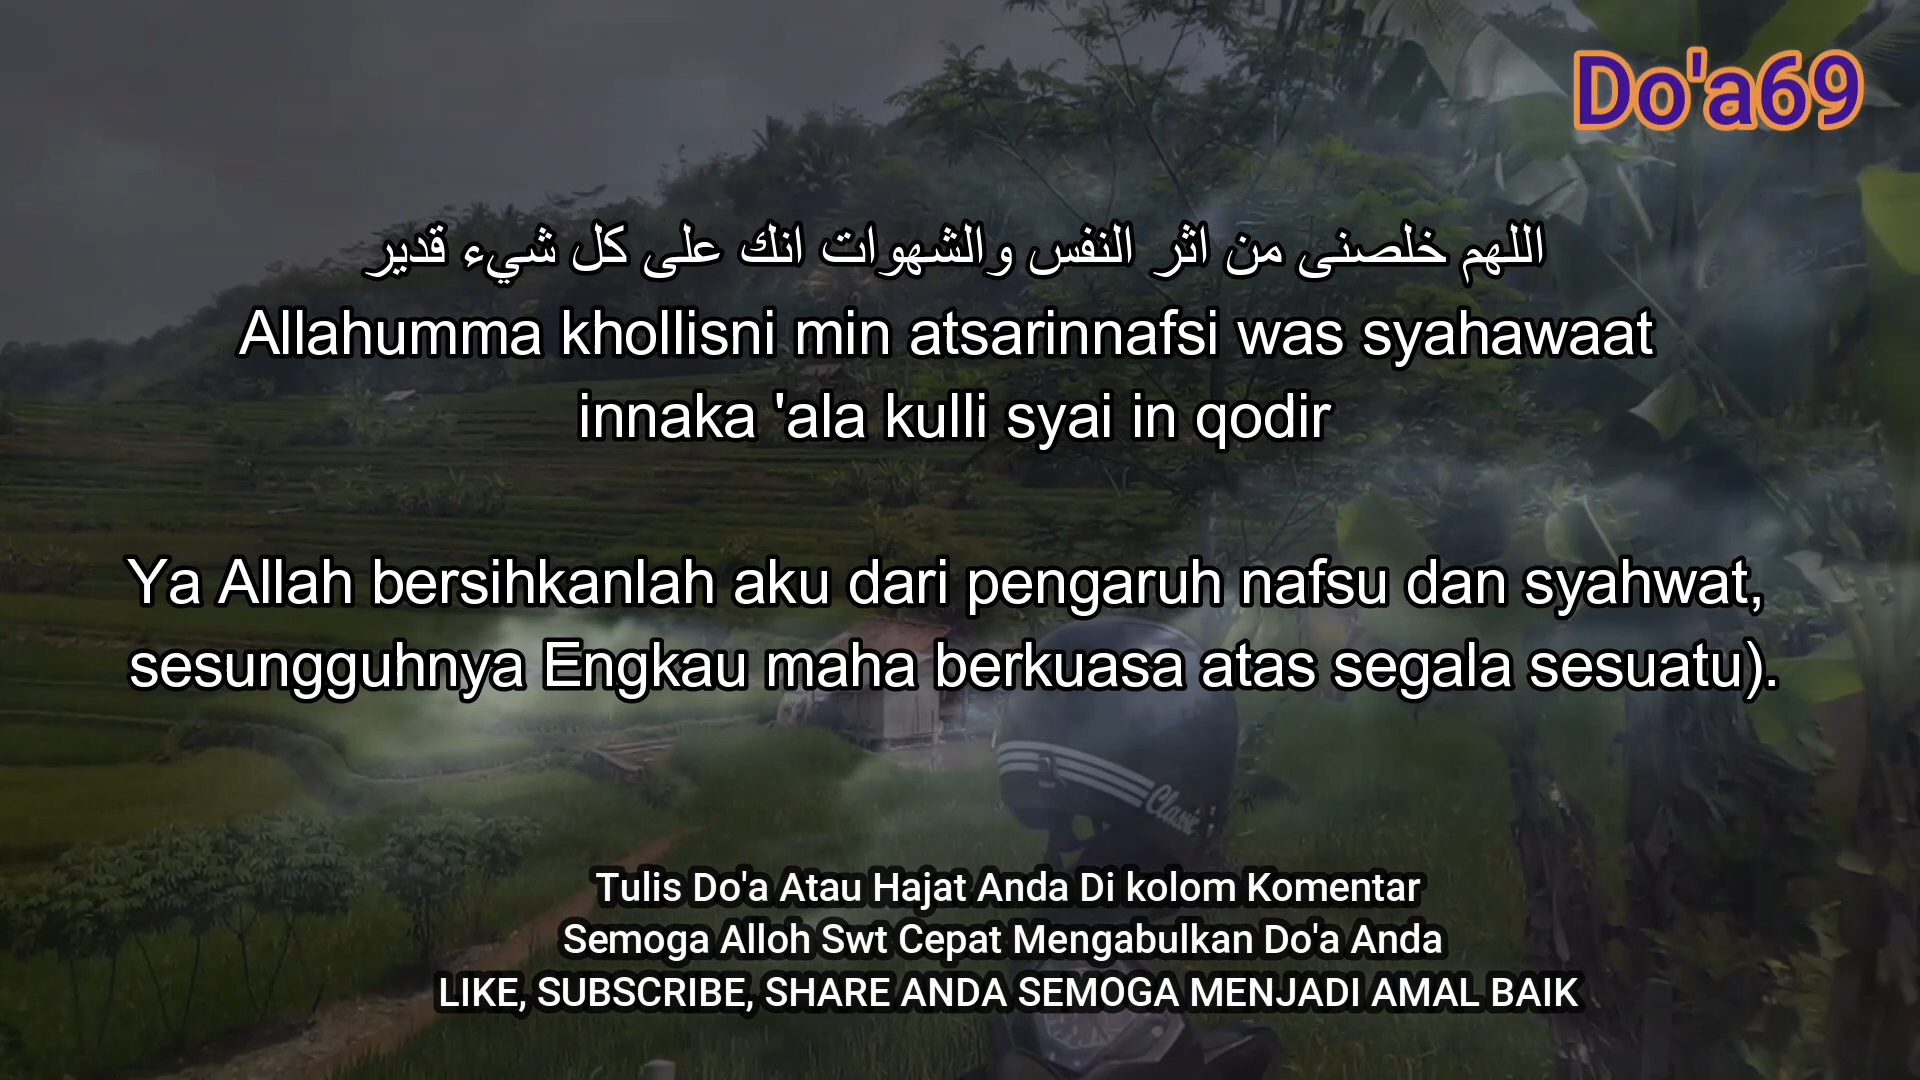 Do'a69
اللهم خلصنى من اثر النفس والشهوات انك على كل شيء قدير
Allahumma khollisni min atsarinnafsi was syahawaat
innaka 'ala kulli syai in qodir
Ya Allah bersihkanlah aku dari pengaruh nafsu dan syahwat,
sesungguhnya Engkau maha berkuasa atas segala sesuatu).
Classic
Tulis Do'a Atau Hajat Anda Di kolom Komentar
Semoga Alloh Swt Cepat Mengabulkan Do'a Anda
LIKE, SUBSCRIBE, SHARE ANDA SEMOGA MENJADI AMAL BAIK